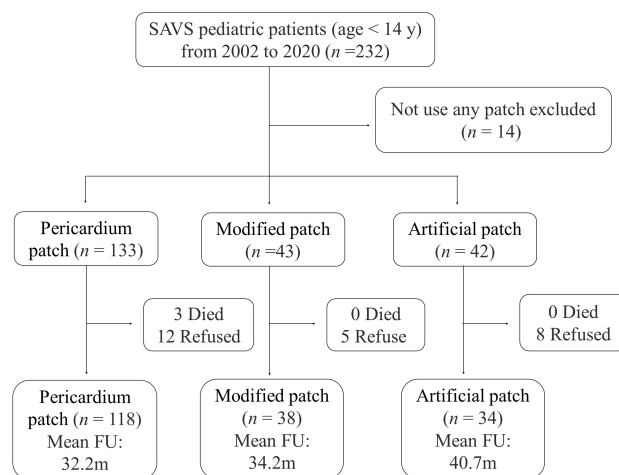 SAVS pediatric patients (age < 14 y)
from 2002 to 2020 (n =232)
Not use any patch excluded
(n = 14)
Pericardium
patch (n = 133)
Modified patch
(n =43)
Artificial patch
(n = 42)
3 Died
12 Refused
0 Died
5 Refuse
0 Died
8 Refused
Pericardium
patch (n = 118)
Mean FU:
32.2m
Modified patch
(n = 38)
Mean FU:
34.2m
Artificial patch
(n = 34)
Mean FU:
40.7m